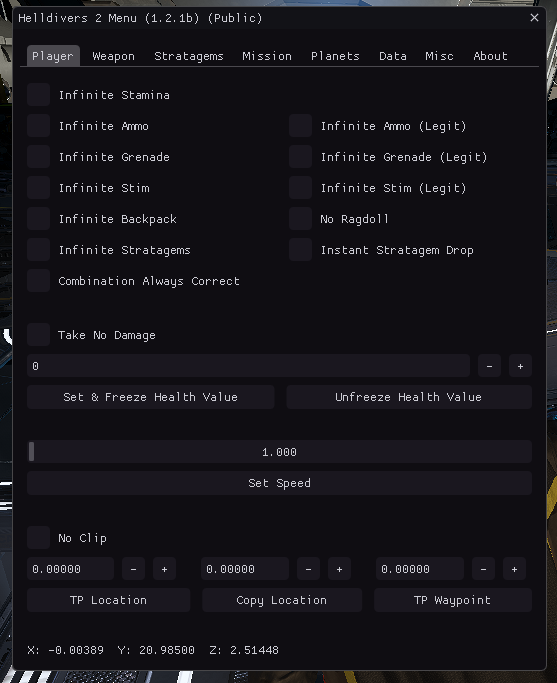 Helldivers 2 Menu (1.2.1b) (Public)
Player Weapon Stratagems Mission Planets Data Misc About
Infinite Stamina
Infinite Ammo Infinite Ammo (Legit)
Infinite Grenade Infinite Grenade (Legit)
Infinite Stim Infinite Stim (Legit)
Infinite Backpack No Ragdoll
Infinite Stratagems Instant Stratagem Drop
Combination Always Correct
Take No Damage
0 - +
Set & Freeze Health Value Unfreeze Health Value
1.000
Set Speed
No Clip
0.00000 - + 0.00000 - + 0.00000 - +
TP Location Copy Location TP Waypoint
X: -0.00389 Y: 20.98500 Z: 2.51448